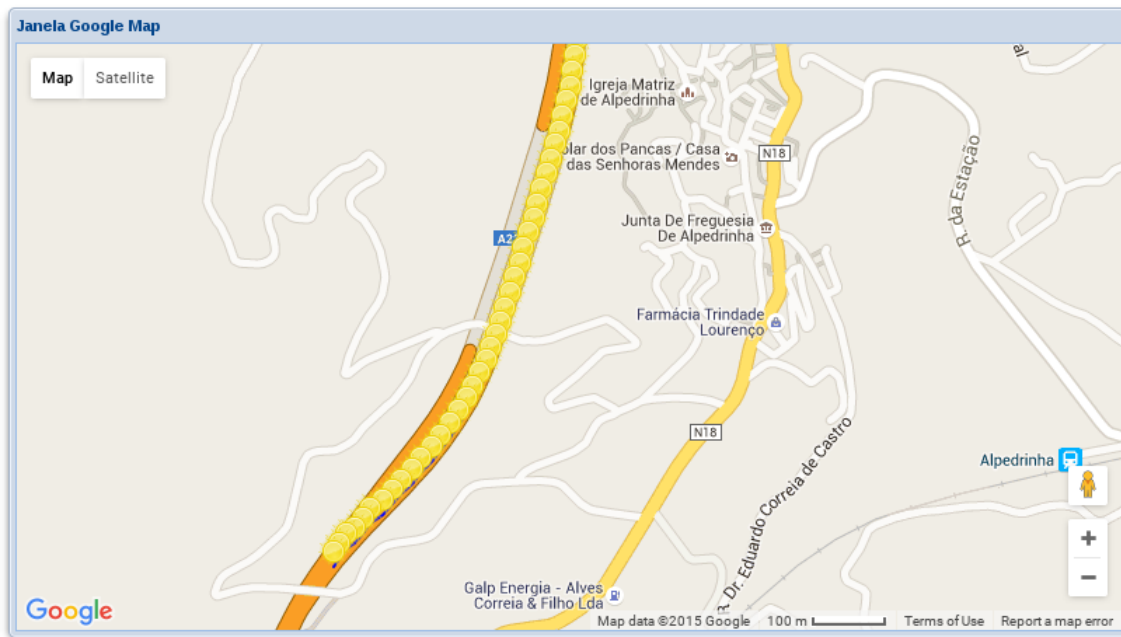 Janela Google Map
Map Satellite
Igreja Matriz
de Alpedrinha
olar dos Pancas / Casa
das Senhoras Mendes
N18
Junta De Freguesia
De Alpedrinha
R. da Estação
al
A2
Farmácia Trindade
Lourenço
N18
Alpedrinha
R. Dr. Eduardo Correia de Castro
Galp Energia - Alves
Correia & Filho Lda
+
−
Google
Map data ©2015 Google 100 m Terms of Use Report a map error